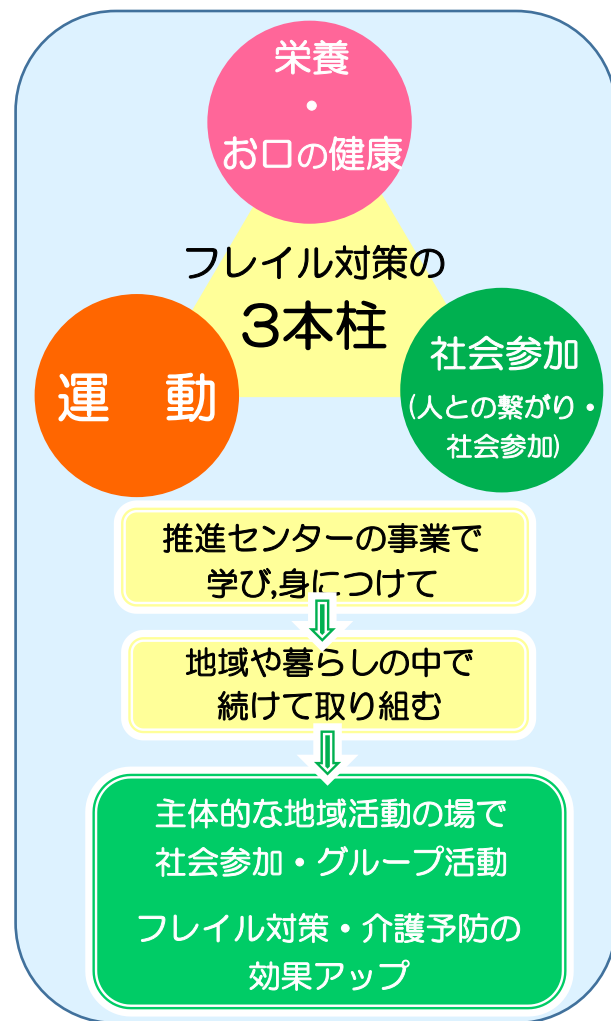 栄養
・
お口の健康
フレイル対策の
3本柱
運　動
社会参加
(人との繋がり・
社会参加)
推進センターの事業で
学び,身につけて
地域や暮らしの中で
続けて取り組む
主体的な地域活動の場で
社会参加・グループ活動
フレイル対策・介護予防の
効果アップ